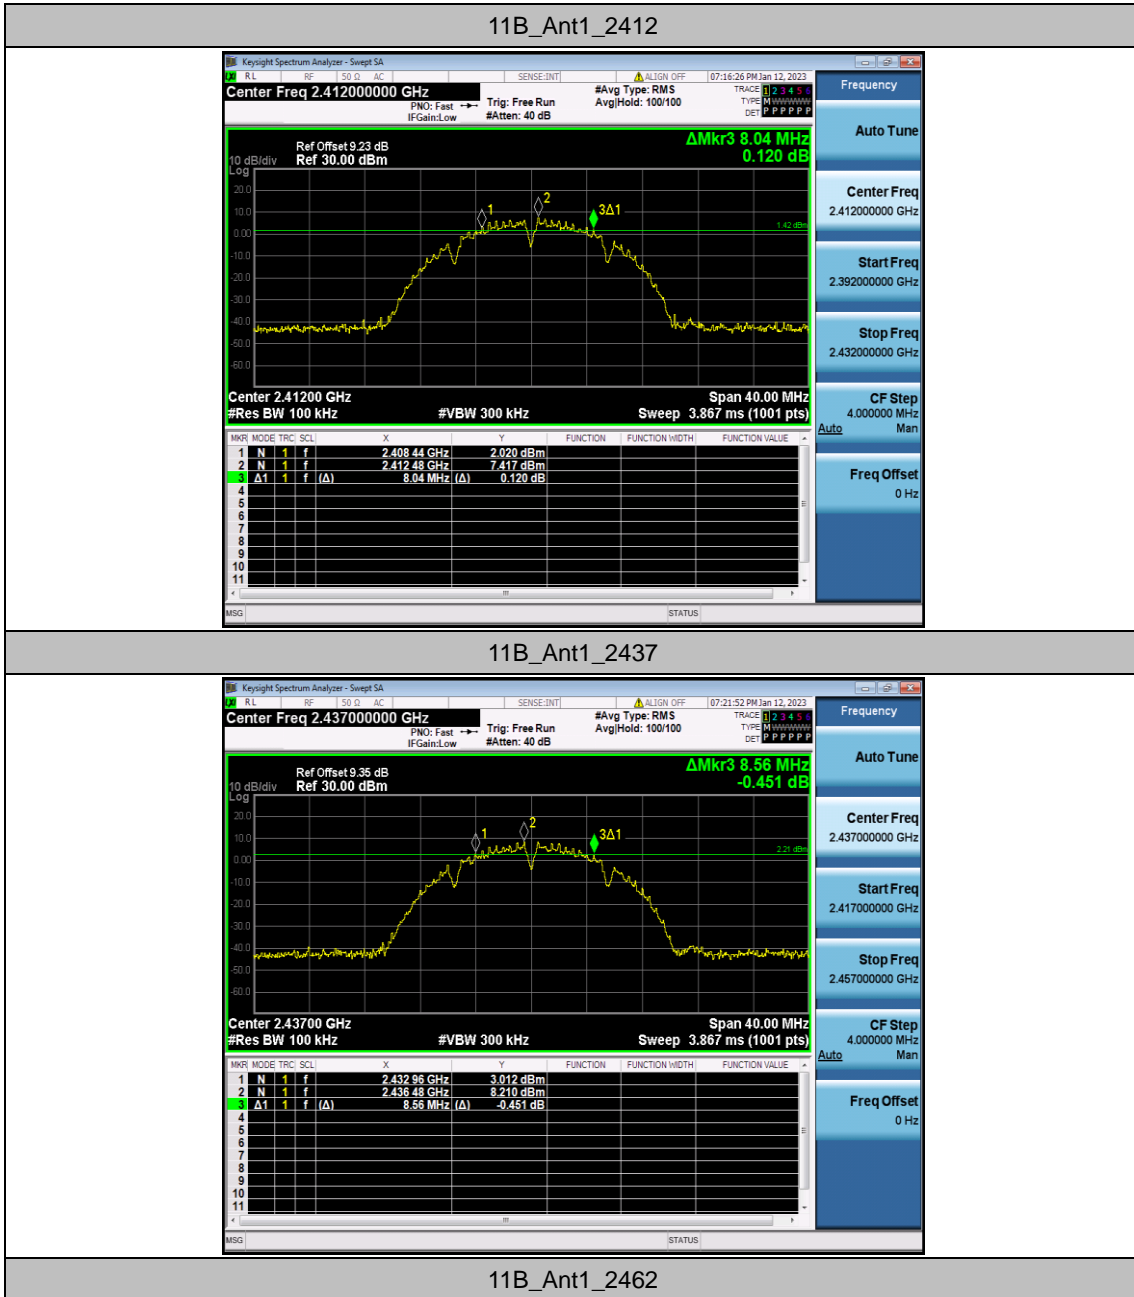 11B_Ant1_2412
Keysight Spectrum Analyzer - Swept SA
RL RF 50 Ω AC SENSE:INT ALIGN OFF 07:16:26 PM Jan 12, 2023
Center Freq 2.412000000 GHz #Avg Type: RMS TRACE 1 2 3 4 5 6
PNO: Fast Trig: Free Run Avg|Hold: 100/100 TYPE M WWWWW
IFGain:Low #Atten: 40 dB DET P P P P P P
Frequency
Auto Tune
Center Freq
2.412000000 GHz
Start Freq
2.392000000 GHz
Stop Freq
2.432000000 GHz
CF Step
4.000000 MHz
Auto Man
Freq Offset
0 Hz
ΔMkr3 8.04 MHz
0.120 dB
Ref Offset 9.23 dB
10 dB/div Ref 30.00 dBm
Log
20.0
10.0
0.00
-10.0
-20.0
-30.0
-40.0
-50.0
-60.0
1
2
3Δ1
1.42 dBm
Center 2.41200 GHz Span 40.00 MHz
#Res BW 100 kHz #VBW 300 kHz Sweep 3.867 ms (1001 pts)
MKR MODE TRC SCL X Y FUNCTION FUNCTION WIDTH FUNCTION VALUE
1 N 1 f 2.408 44 GHz 2.020 dBm
2 N 1 f 2.412 48 GHz 7.417 dBm
3 Δ1 1 f (Δ) 8.04 MHz (Δ) 0.120 dB
4
5
6
7
8
9
10
11
MSG STATUS
11B_Ant1_2437
Keysight Spectrum Analyzer - Swept SA
RL RF 50 Ω AC SENSE:INT ALIGN OFF 07:21:52 PM Jan 12, 2023
Center Freq 2.437000000 GHz #Avg Type: RMS TRACE 1 2 3 4 5 6
PNO: Fast Trig: Free Run Avg|Hold: 100/100 TYPE M WWWWW
IFGain:Low #Atten: 40 dB DET P P P P P P
Frequency
Auto Tune
Center Freq
2.437000000 GHz
Start Freq
2.417000000 GHz
Stop Freq
2.457000000 GHz
CF Step
4.000000 MHz
Auto Man
Freq Offset
0 Hz
ΔMkr3 8.56 MHz
-0.451 dB
Ref Offset 9.35 dB
10 dB/div Ref 30.00 dBm
Log
20.0
10.0
0.00
-10.0
-20.0
-30.0
-40.0
-50.0
-60.0
1
2
3Δ1
2.21 dBm
Center 2.43700 GHz Span 40.00 MHz
#Res BW 100 kHz #VBW 300 kHz Sweep 3.867 ms (1001 pts)
MKR MODE TRC SCL X Y FUNCTION FUNCTION WIDTH FUNCTION VALUE
1 N 1 f 2.432 96 GHz 3.012 dBm
2 N 1 f 2.436 48 GHz 8.210 dBm
3 Δ1 1 f (Δ) 8.56 MHz (Δ) -0.451 dB
4
5
6
7
8
9
10
11
MSG STATUS
11B_Ant1_2462